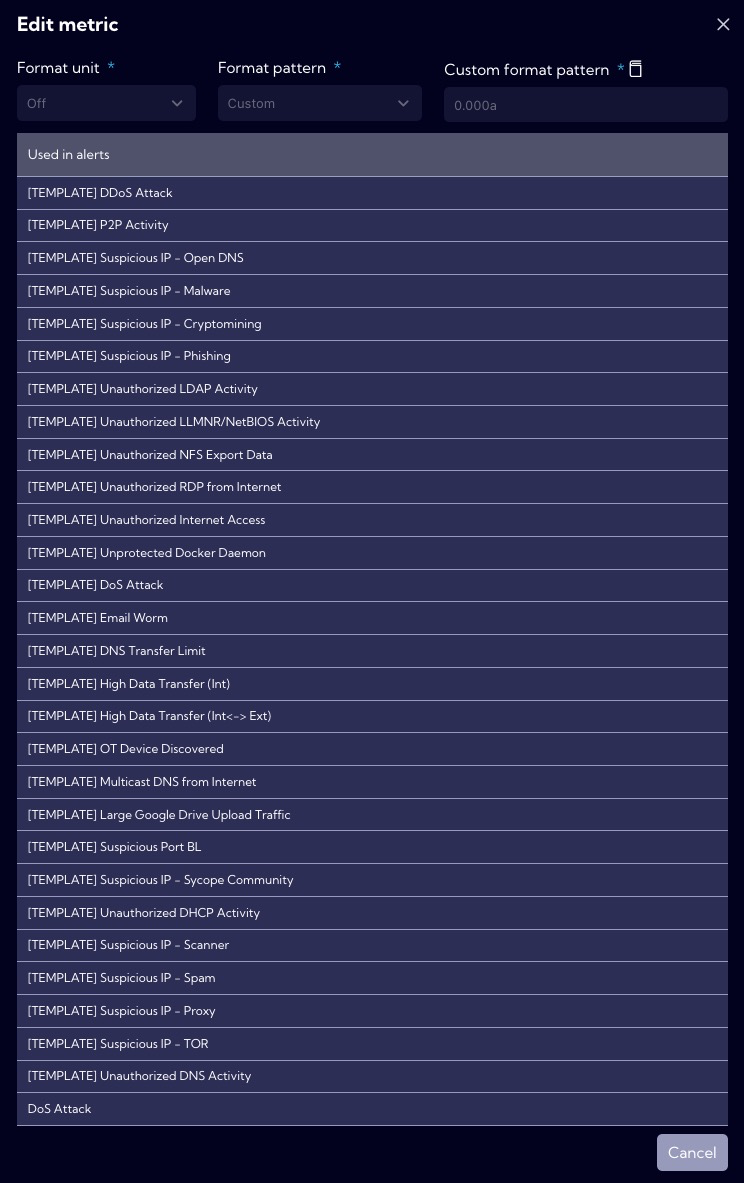 Edit metric
Format unit *
Format pattern *
Custom format pattern *
Off
Custom
0.000a
Used in alerts
[TEMPLATE] DDoS Attack
[TEMPLATE] P2P Activity
[TEMPLATE] Suspicious IP - Open DNS
[TEMPLATE] Suspicious IP - Malware
[TEMPLATE] Suspicious IP - Cryptomining
[TEMPLATE] Suspicious IP - Phishing
[TEMPLATE] Unauthorized LDAP Activity
[TEMPLATE] Unauthorized LLMNR/NetBIOS Activity
[TEMPLATE] Unauthorized NFS Export Data
[TEMPLATE] Unauthorized RDP from Internet
[TEMPLATE] Unauthorized Internet Access
[TEMPLATE] Unprotected Docker Daemon
[TEMPLATE] DoS Attack
[TEMPLATE] Email Worm
[TEMPLATE] DNS Transfer Limit
[TEMPLATE] High Data Transfer (Int)
[TEMPLATE] High Data Transfer (Int<-> Ext)
[TEMPLATE] OT Device Discovered
[TEMPLATE] Multicast DNS from Internet
[TEMPLATE] Large Google Drive Upload Traffic
[TEMPLATE] Suspicious Port BL
[TEMPLATE] Suspicious IP - Sycope Community
[TEMPLATE] Unauthorized DHCP Activity
[TEMPLATE] Suspicious IP - Scanner
[TEMPLATE] Suspicious IP - Spam
[TEMPLATE] Suspicious IP - Proxy
[TEMPLATE] Suspicious IP - TOR
[TEMPLATE] Unauthorized DNS Activity
DoS Attack
Cancel